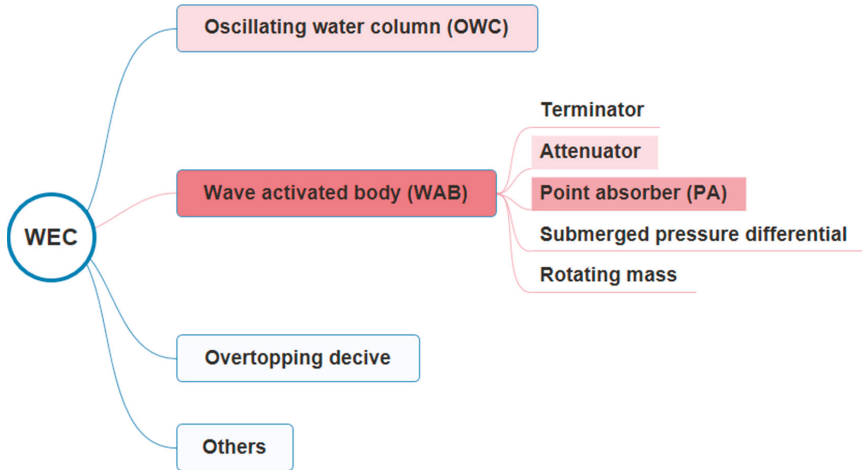 Oscillating water column (OWC)
Terminator
Attenuator
Wave activated body (WAB)
Point absorber (PA)
WEC
Submerged pressure differential
Rotating mass
Overtopping decive
Others